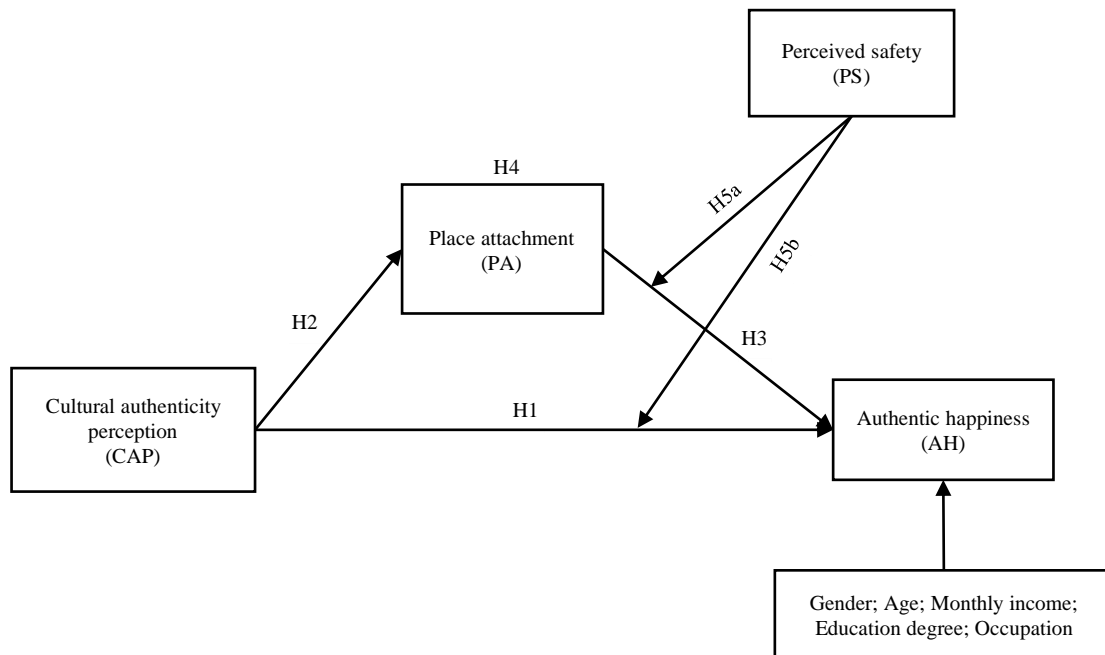 Perceived safety
(PS)
H4
H5a
Place attachment
(PA)
H5b
H2
H3
Cultural authenticity
perception
(CAP)
H1
Authentic happiness
(AH)
Gender; Age; Monthly income;
Education degree; Occupation